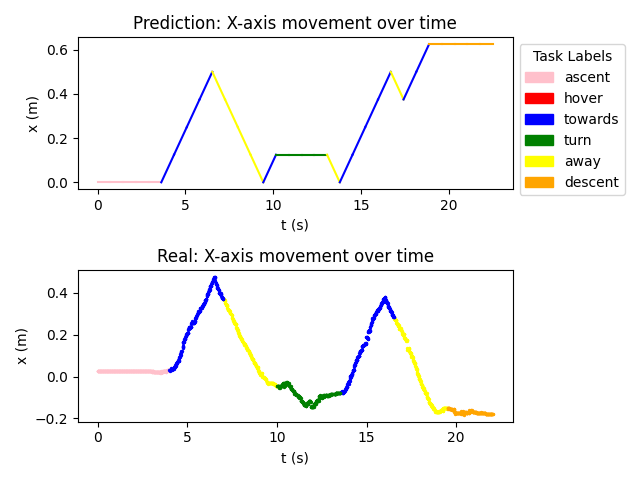 Prediction: X-axis movement over time
0.6
0.4
0.2
0.0
x (m)
0 5 10 15 20
t (s)
Task Labels
ascent
hover
towards
turn
away
descent
Real: X-axis movement over time
0.4
0.2
0.0
−0.2
x (m)
0 5 10 15 20
t (s)